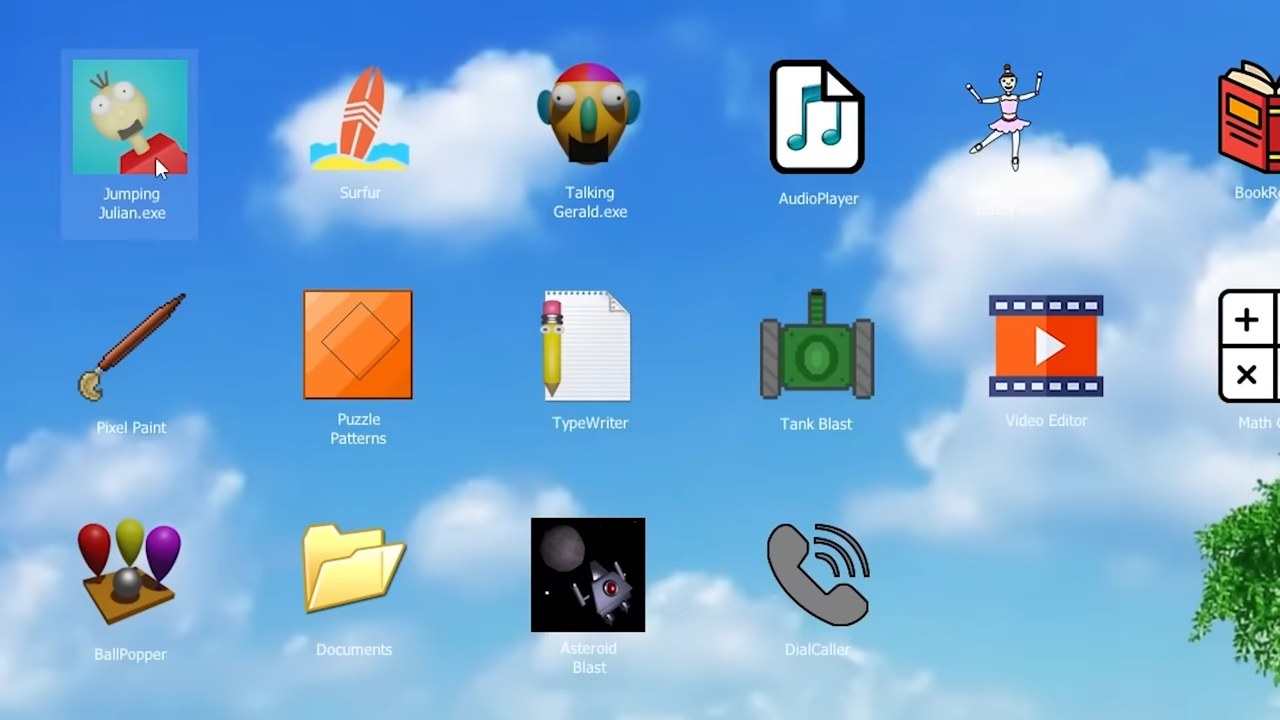 Jumping
Julian.exe
Surfur
Talking
Gerald.exe
AudioPlayer
Pixel Paint
Puzzle
Patterns
TypeWriter
Tank Blast
Video Editor
Math
BallPopper
Documents
Asteroid
Blast
DialCaller